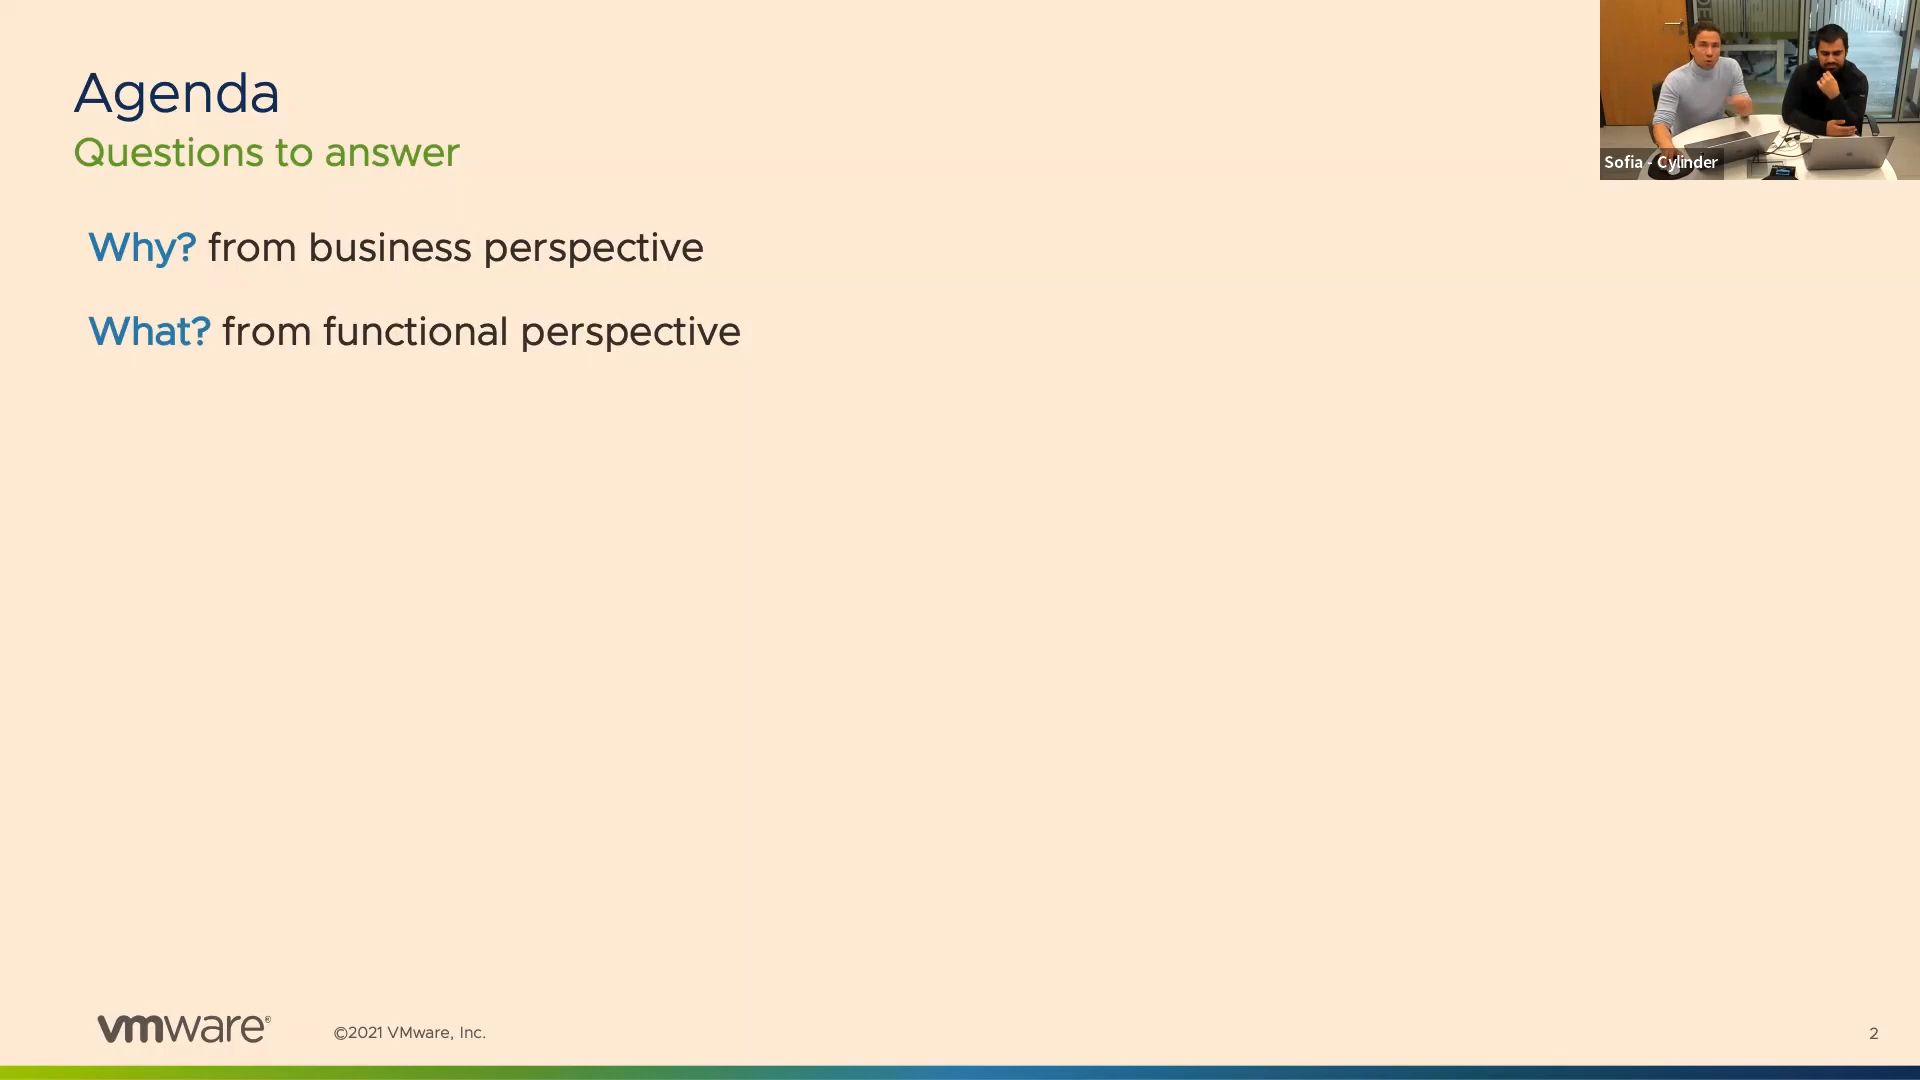 Agenda
Questions to answer
Why? from business perspective
What? from functional perspective
Sofia - Cylinder
vmware®
©2021 VMware, Inc.
2